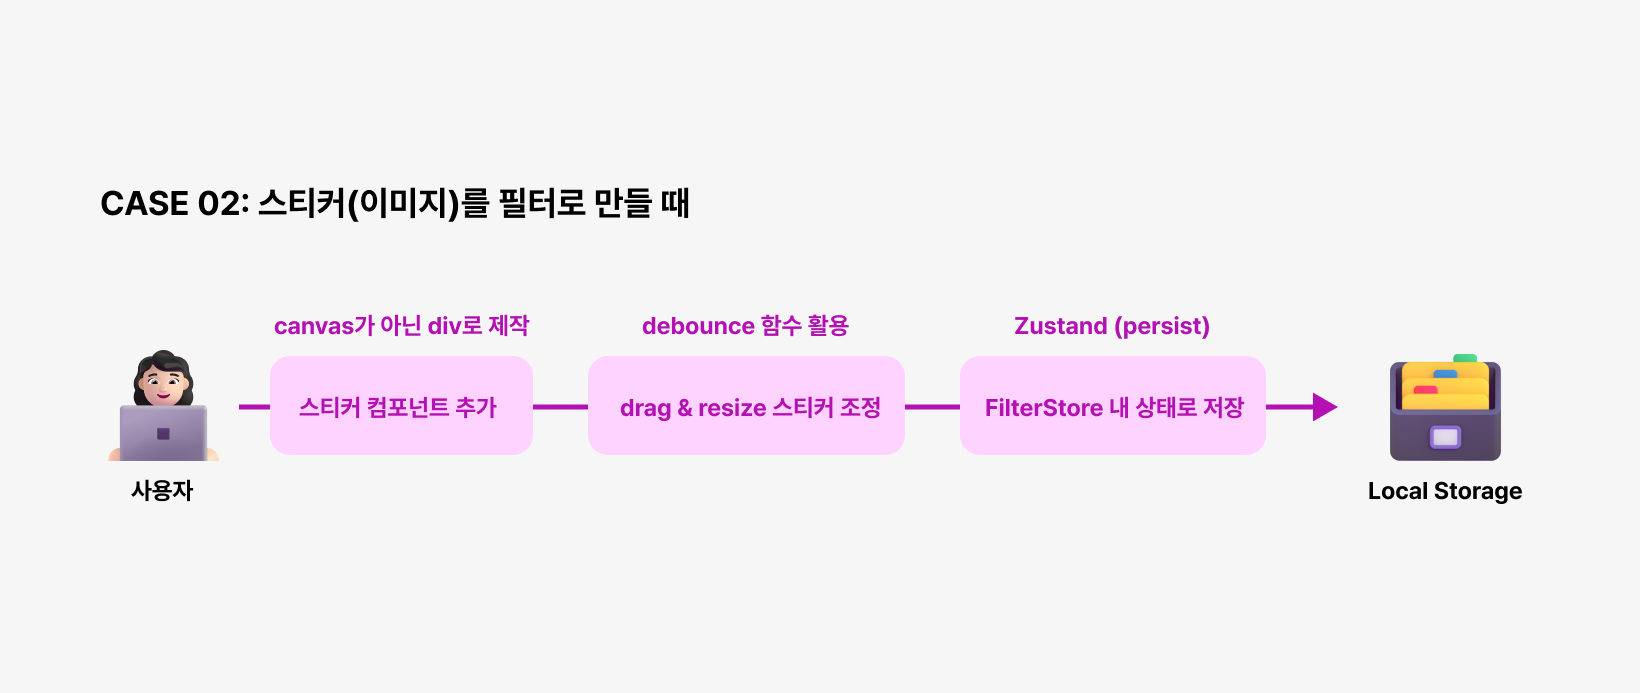 CASE 02: 스티커(이미지)를 필터로 만들 때
canvas가 아닌 div로 제작
debounce 함수 활용
Zustand (persist)
스티커 컴포넌트 추가
drag & resize 스티커 조정
FilterStore 내 상태로 저장
사용자
Local Storage